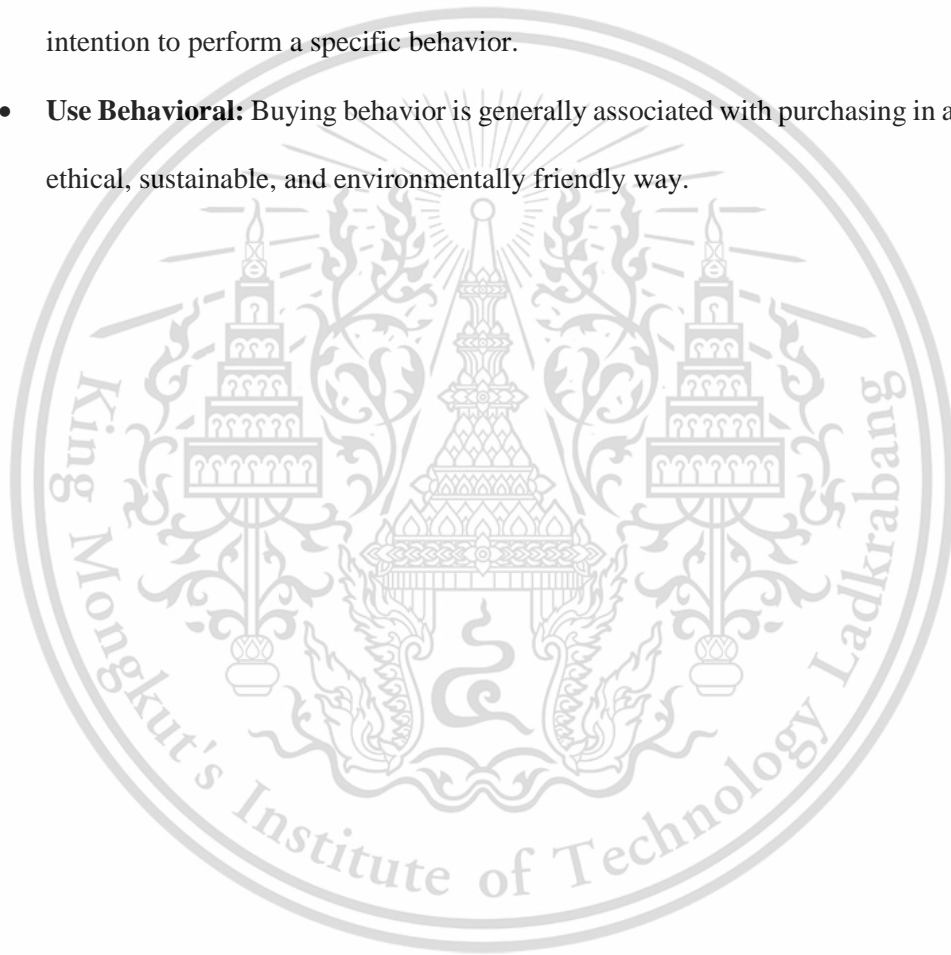 intention to perform a specific behavior.
• Use Behavioral: Buying behavior is generally associated with purchasing in a
ethical, sustainable, and environmentally friendly way.
King Mongkut's Institute of Technology Ladkrabang